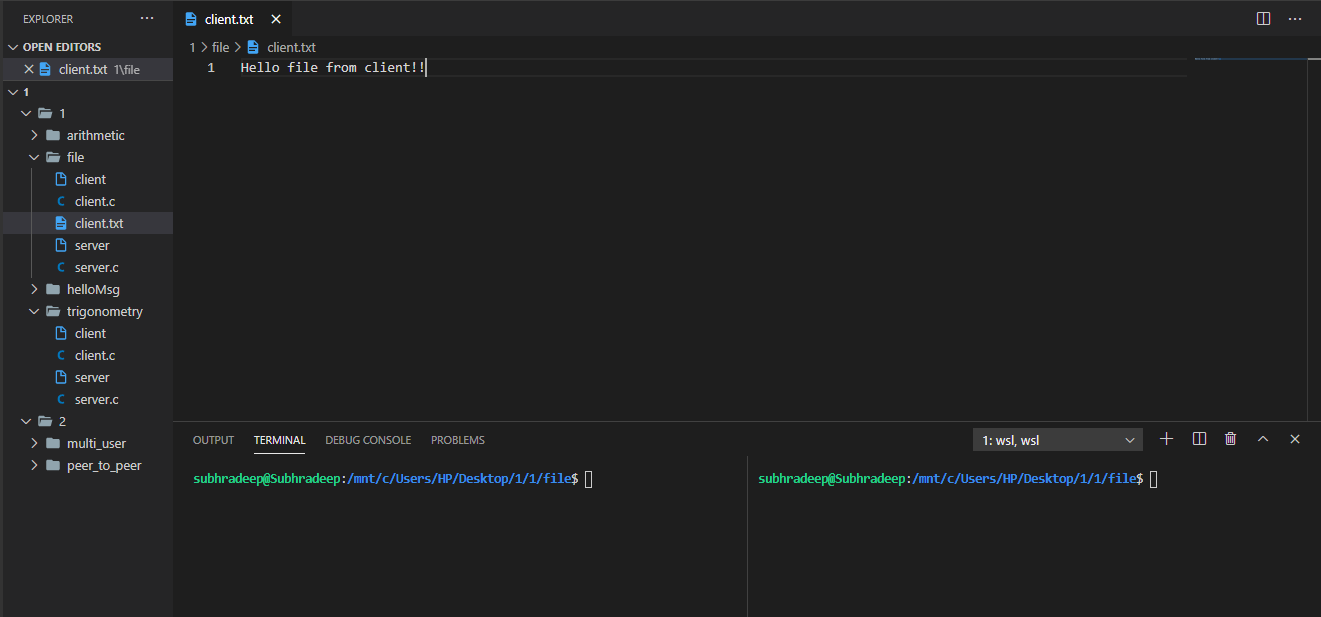 EXPLORER
OPEN EDITORS
client.txt 1\file
1
1
arithmetic
file
client
C client.c
client.txt
server
C server.c
helloMsg
trigonometry
client
C client.c
server
C server.c
2
multi_user
peer_to_peer
client.txt
1 > file > client.txt
1 Hello file from client!!
OUTPUT TERMINAL DEBUG CONSOLE PROBLEMS
1: wsl, wsl
subhradeep@Subhradeep:/mnt/c/Users/HP/Desktop/1/1/file$
subhradeep@Subhradeep:/mnt/c/Users/HP/Desktop/1/1/file$